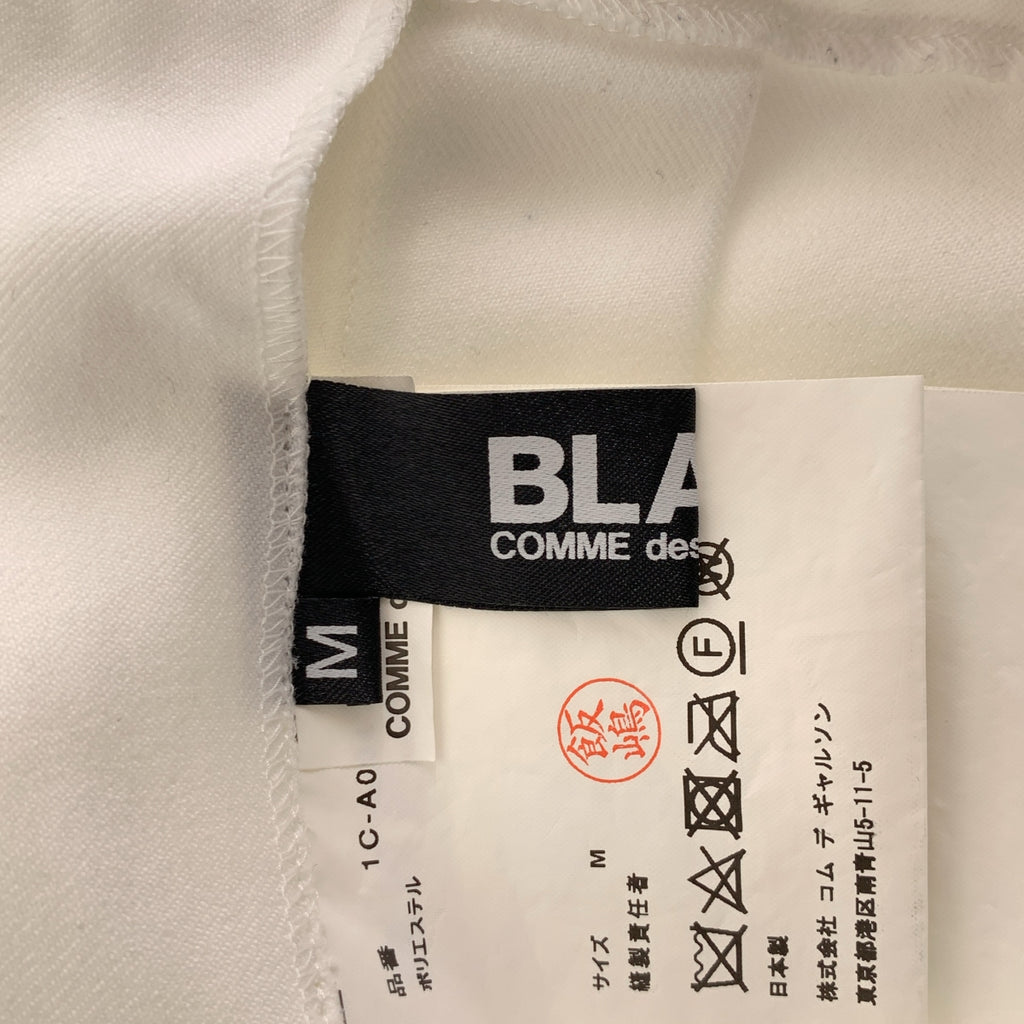 BLA
COMME des
M
COMME d
品番 1C-A0
ポリエステル
サイズ M
縫製責任者
飯嶋
F
W
日本製
株式会社 コム デ ギャルソン
東京都港区南青山5-11-5